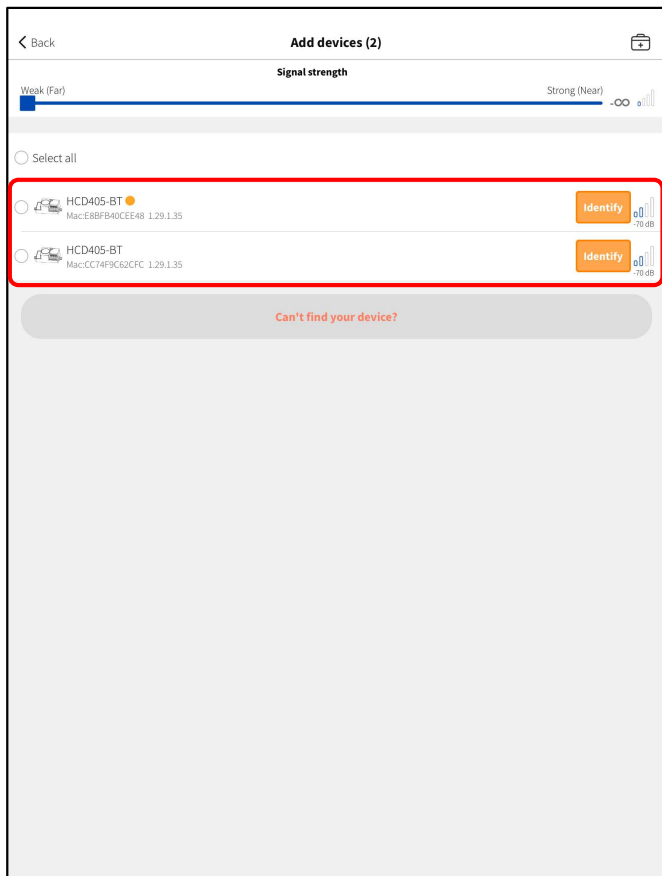 Back
Add devices (2)
Signal strength
Weak (Far)
Strong (Near)
-∞
Select all
HCD405-BT
Mac:E8BFB40CEE48 1.29.1.35
Identify
-70 dB
HCD405-BT
Mac:CC74F9C62CFC 1.29.1.35
Identify
-70 dB
Can't find your device?